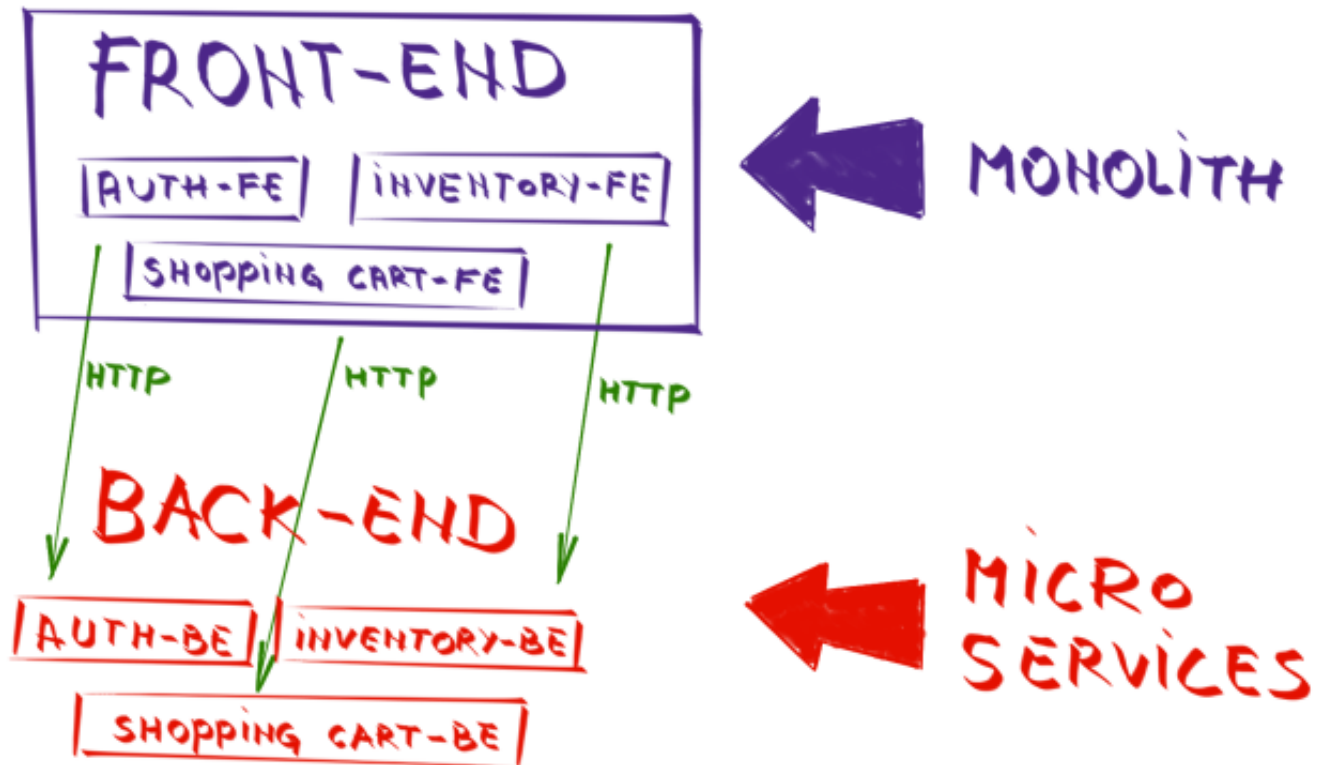 FRONT-END
MONOLiTH
AUTH-FE
iNVENTORY-FE
SHOPPiNG CART-FE
HTTP
HTTP
HTTP
BACK-END
MiCRO
SERViCES
AUTH-BE
iNVENTORY-BE
SHOPPiNG CART-BE